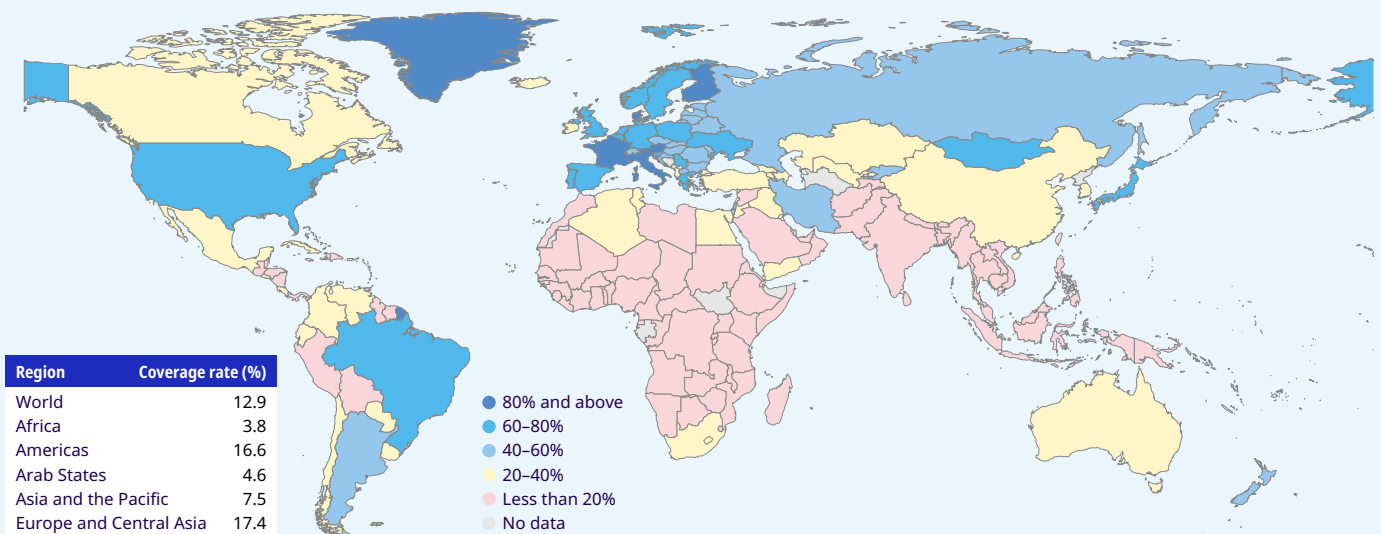 Region Coverage rate (%)
World 12.9
Africa 3.8
Americas 16.6
Arab States 4.6
Asia and the Pacific 7.5
Europe and Central Asia 17.4
80% and above
60–80%
40–60%
20–40%
Less than 20%
No data